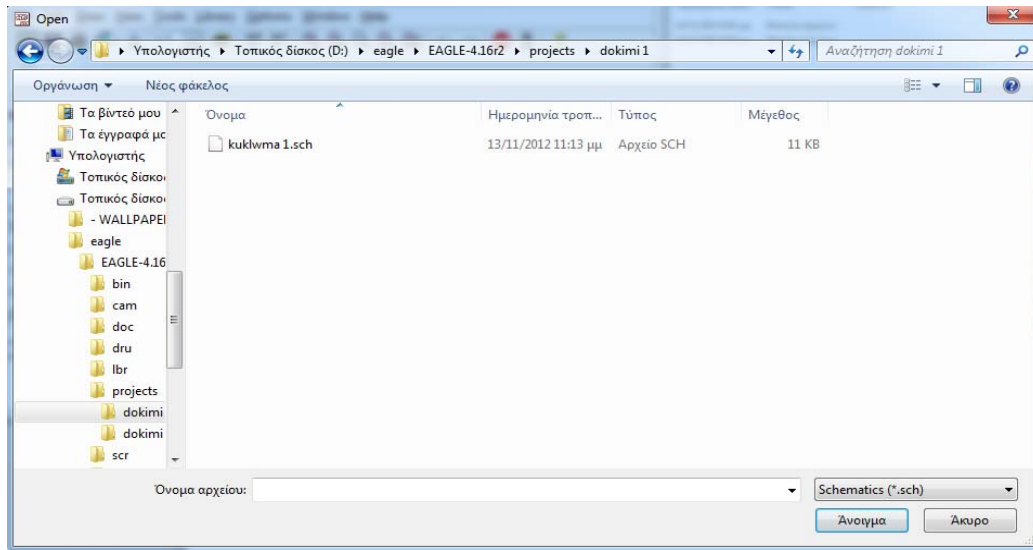 Open
Υπολογιστής ▸ Τοπικός δίσκος (D:) ▸ eagle ▸ EAGLE-4.16r2 ▸ projects ▸ dokimi 1
Αναζήτηση dokimi 1
Οργάνωση
Νέος φάκελος
Όνομα Ημερομηνία τροπ... Τύπος Μέγεθος
kuklwma 1.sch 13/11/2012 11:13 μμ Αρχείο SCH 11 KB
Τα βίντεό μου
Τα έγγραφά μο
Υπολογιστής
Τοπικός δίσκο
Τοπικός δίσκο
- WALLPAPE
eagle
EAGLE-4.16
bin
cam
doc
dru
lbr
projects
dokimi
dokimi
scr
Όνομα αρχείου:
Schematics (*.sch)
Άνοιγμα
Άκυρο